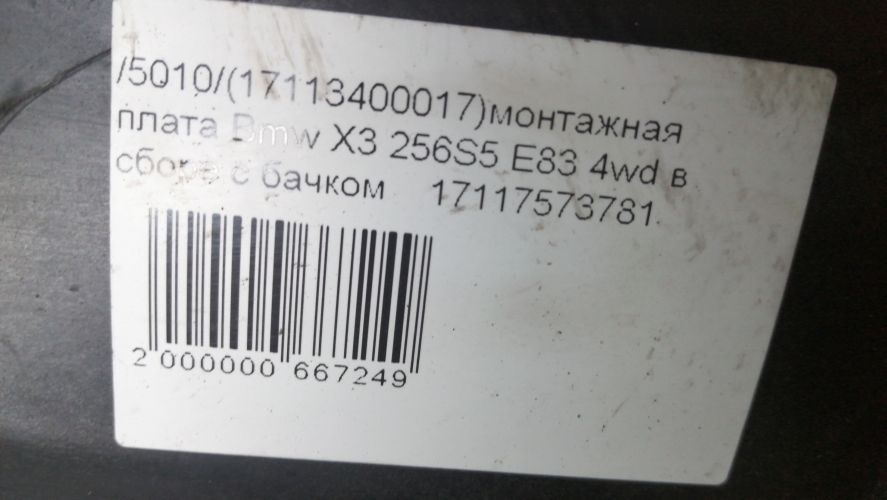 /5010/(17113400017)монтажная
плата Bmw X3 256S5 E83 4wd в
сборе с бачком 17117573781
2 000000 667249